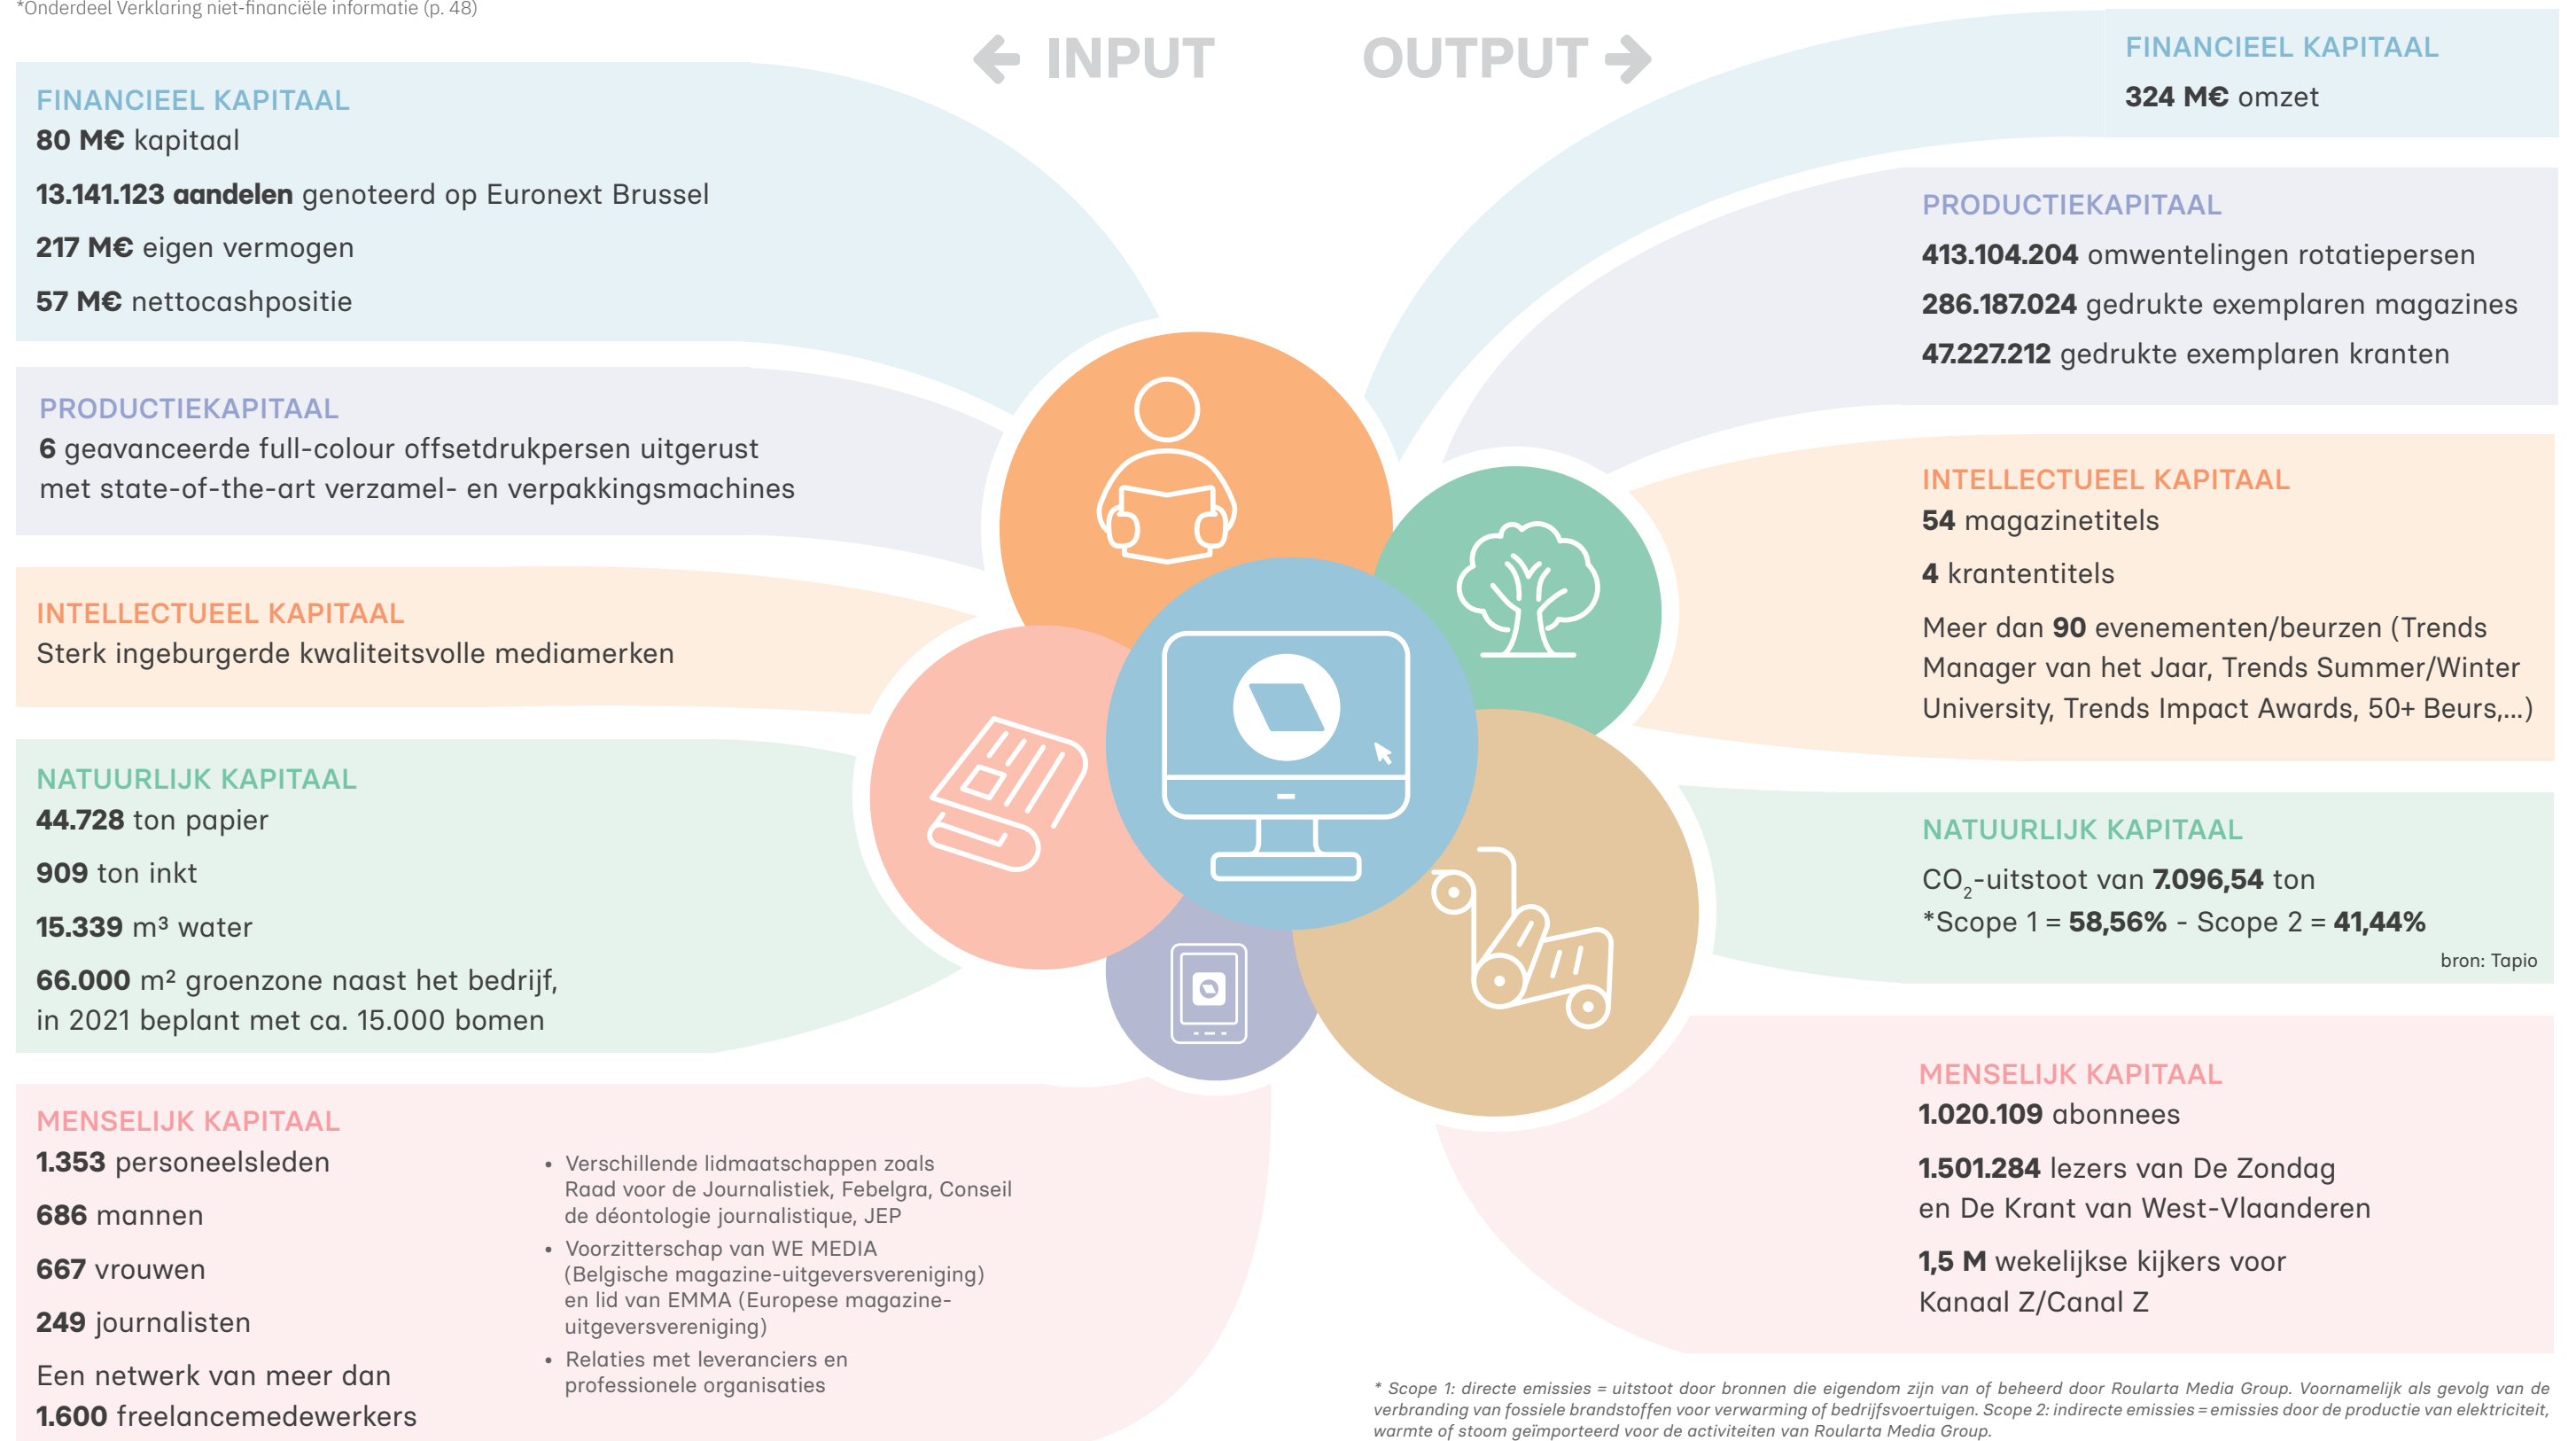 *Onderdeel Verklaring niet-financiële informatie (p. 48)
INPUT
OUTPUT
FINANCIEEL KAPITAAL
80 M€ kapitaal
13.141.123 aandelen genoteerd op Euronext Brussel
217 M€ eigen vermogen
57 M€ nettocashpositie
PRODUCTIEKAPITAAL
6 geavanceerde full-colour offsetdrukpersen uitgerust
met state-of-the-art verzamel- en verpakkingsmachines
INTELLECTUEEL KAPITAAL
Sterk ingeburgerde kwaliteitsvolle mediamerken
NATUURLIJK KAPITAAL
44.728 ton papier
909 ton inkt
15.339 m³ water
66.000 m² groenzone naast het bedrijf,
in 2021 beplant met ca. 15.000 bomen
MENSELIJK KAPITAAL
1.353 personeelsleden
686 mannen
667 vrouwen
249 journalisten
Een netwerk van meer dan
1.600 freelancemedewerkers
• Verschillende lidmaatschappen zoals
Raad voor de Journalistiek, Febelgra, Conseil
de déontologie journalistique, JEP
• Voorzitterschap van WE MEDIA
(Belgische magazine-uitgeversvereniging)
en lid van EMMA (Europese magazine-
uitgeversvereniging)
• Relaties met leveranciers en
professionele organisaties
FINANCIEEL KAPITAAL
324 M€ omzet
PRODUCTIEKAPITAAL
413.104.204 omwentelingen rotatiepersen
286.187.024 gedrukte exemplaren magazines
47.227.212 gedrukte exemplaren kranten
INTELLECTUEEL KAPITAAL
54 magazinetitels
4 krantentitels
Meer dan 90 evenementen/beurzen (Trends
Manager van het Jaar, Trends Summer/Winter
University, Trends Impact Awards, 50+ Beurs,...)
NATUURLIJK KAPITAAL
CO₂-uitstoot van 7.096,54 ton
*Scope 1 = 58,56% - Scope 2 = 41,44%
bron: Tapio
MENSELIJK KAPITAAL
1.020.109 abonnees
1.501.284 lezers van De Zondag
en De Krant van West-Vlaanderen
1,5 M wekelijkse kijkers voor
Kanaal Z/Canal Z
* Scope 1: directe emissies = uitstoot door bronnen die eigendom zijn van of beheerd door Roularta Media Group. Voornamelijk als gevolg van de
verbranding van fossiele brandstoffen voor verwarming of bedrijfsvoertuigen. Scope 2: indirecte emissies = emissies door de productie van elektriciteit,
warmte of stoom geïmporteerd voor de activiteiten van Roularta Media Group.